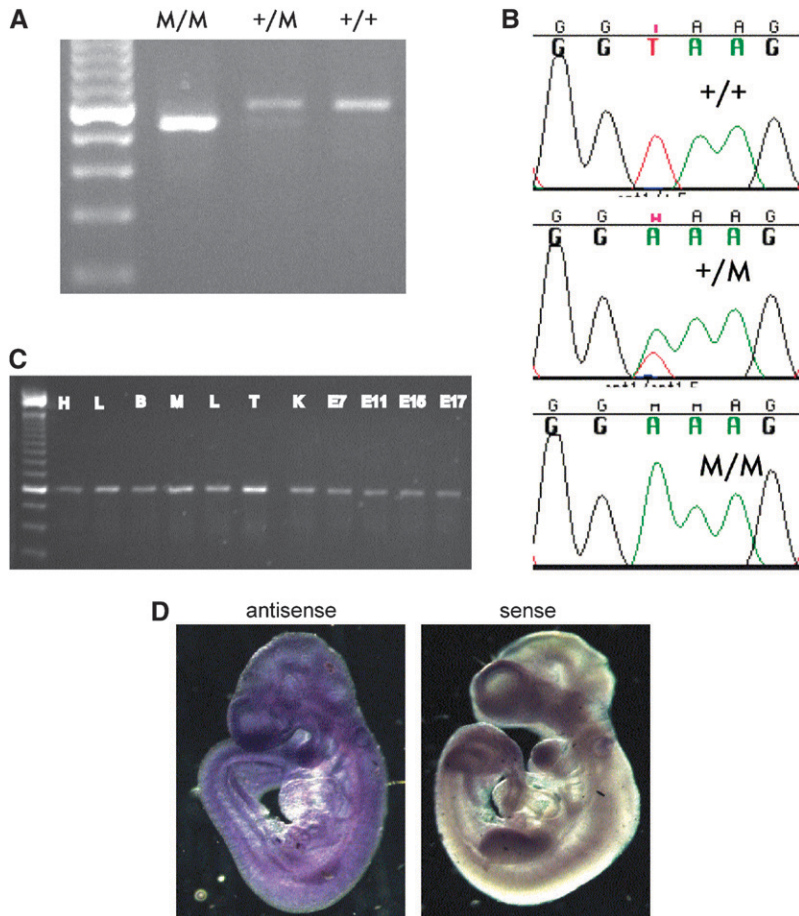 A
M/M +/M +/+
B
G G T A A G
+/+
G G A A A G
+/M
G G M M A G
G G A A A G
M/M
C
H L B M L T K E7 E11 E15 E17
D
antisense sense